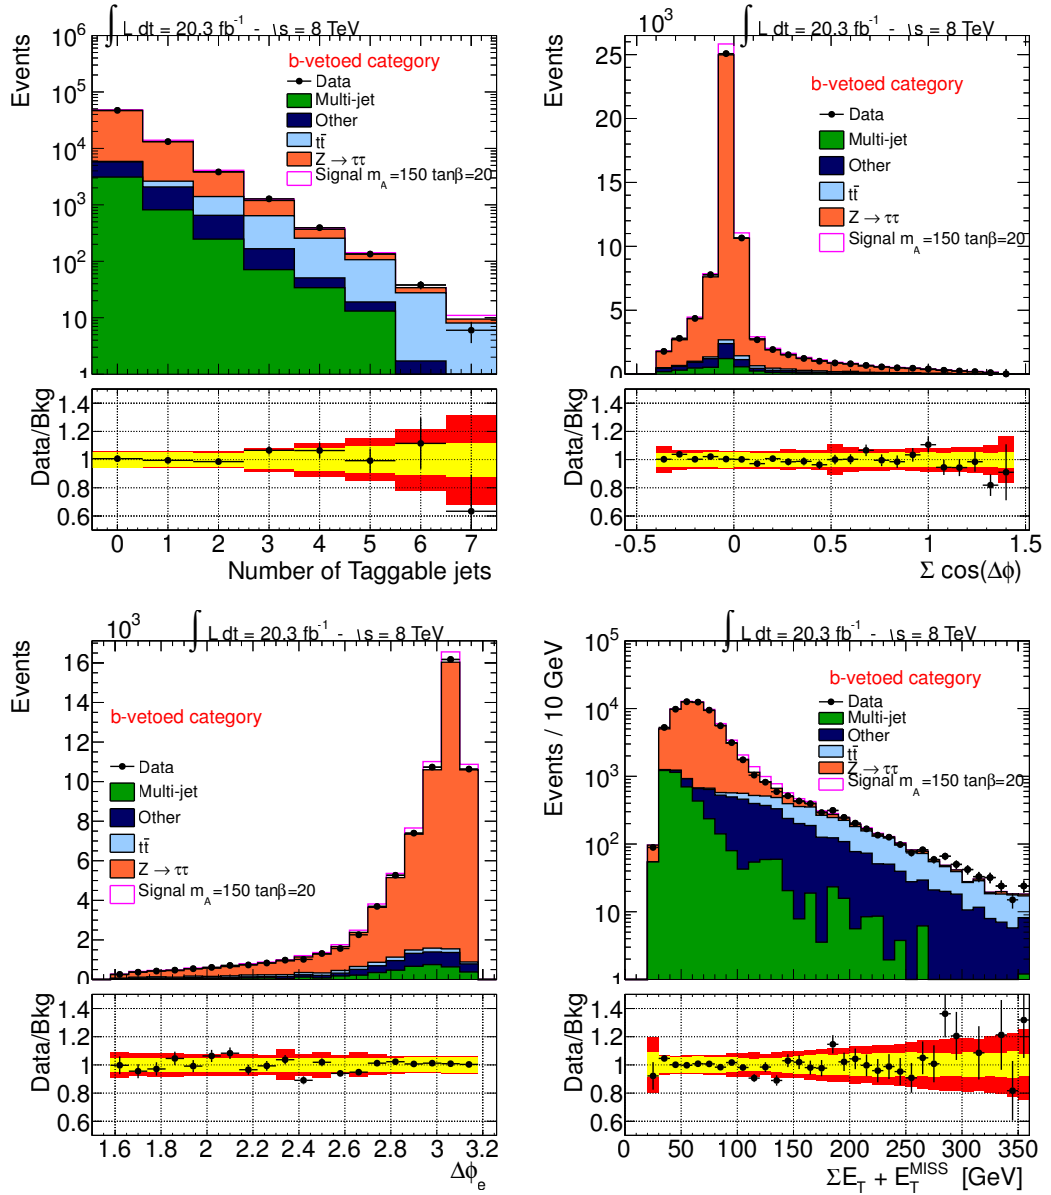 ∫ L dt = 20.3 fb⁻¹ - √s = 8 TeV
10⁶
10⁵
10⁴
10³
10²
10
1
Events
b-vetoed category
Data
Multi-jet
Other
tt̄
Z → ττ
Signal m_A=150 tanβ=20
1.4
1.2
1
0.8
0.6
Data/Bkg
0 1 2 3 4 5 6 7
Number of Taggable jets
10³
∫ L dt = 20.3 fb⁻¹ - √s = 8 TeV
25
20
15
10
5
0
Events
b-vetoed category
Data
Multi-jet
Other
tt̄
Z → ττ
Signal m_A=150 tanβ=20
1.4
1.2
1
0.8
0.6
Data/Bkg
-0.5 0 0.5 1 1.5
Σ cos(Δϕ)
10³
∫ L dt = 20.3 fb⁻¹ - √s = 8 TeV
16
14
12
10
8
6
4
2
0
Events
b-vetoed category
Data
Multi-jet
Other
tt̄
Z → ττ
Signal m_A=150 tanβ=20
1.4
1.2
1
0.8
0.6
Data/Bkg
1.6 1.8 2 2.2 2.4 2.6 2.8 3 3.2
Δϕ_e
∫ L dt = 20.3 fb⁻¹ - √s = 8 TeV
10⁵
10⁴
10³
10²
10
1
Events / 10 GeV
b-vetoed category
Data
Multi-jet
Other
tt̄
Z → ττ
Signal m_A=150 tanβ=20
1.4
1.2
1
0.8
0.6
Data/Bkg
0 50 100 150 200 250 300 350
ΣE_T + E_T^MISS [GeV]